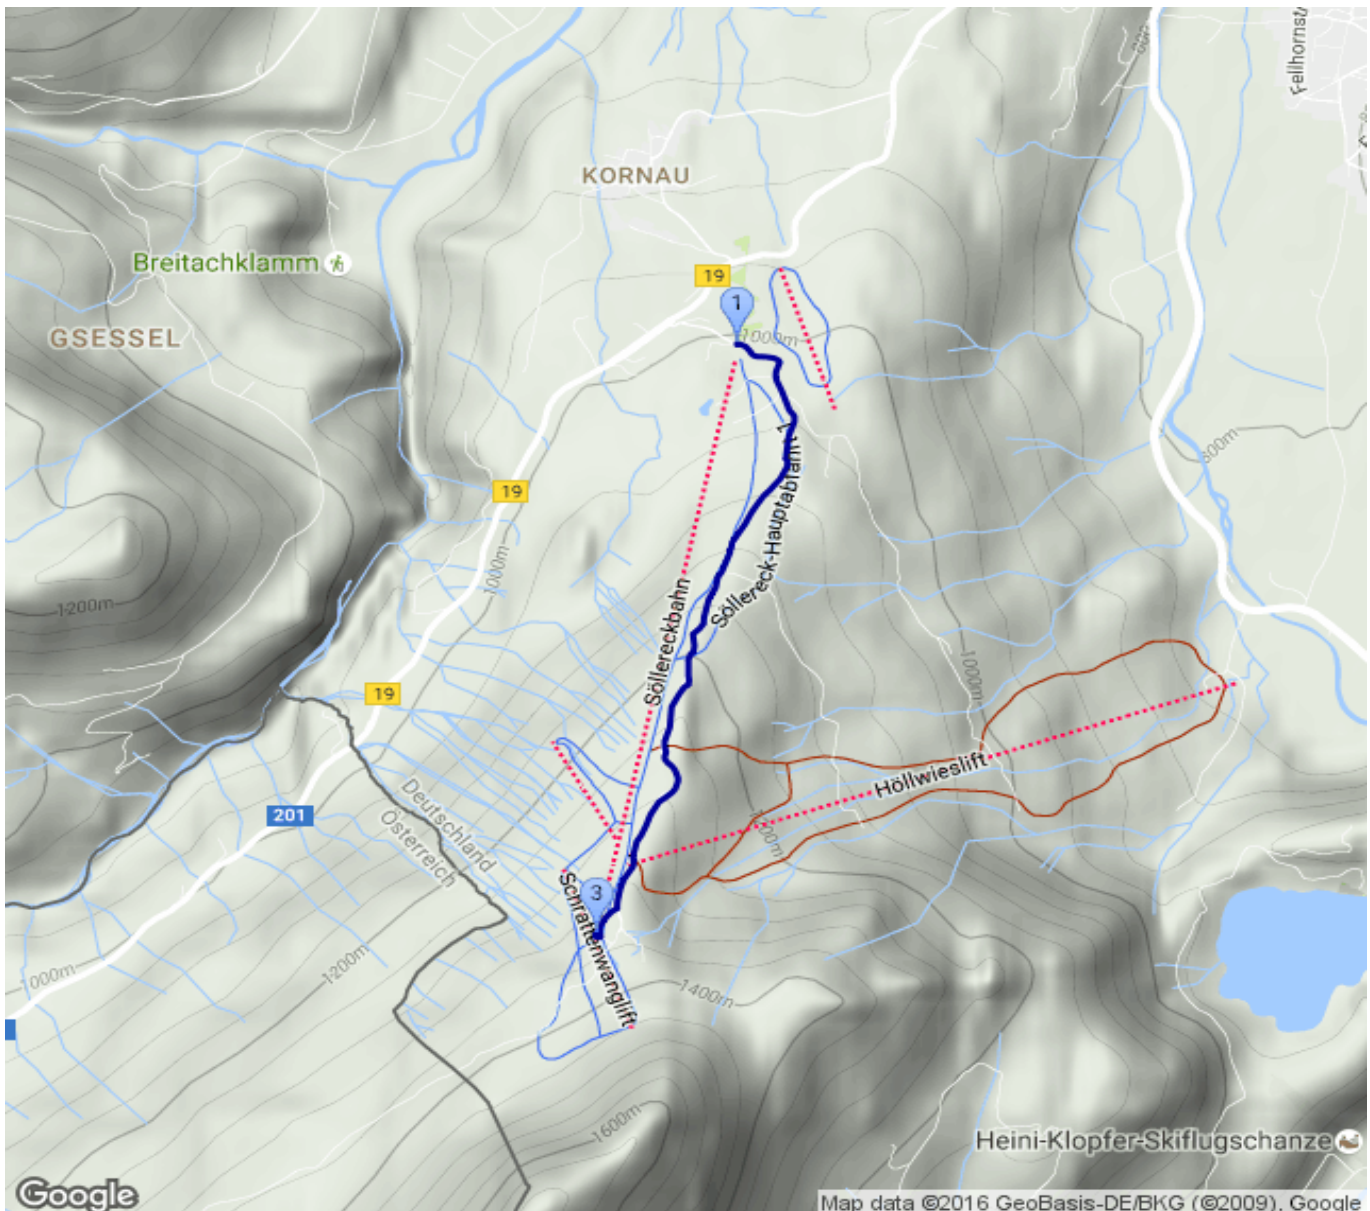 800
Fellhornstr
KORNAU
Breitachklamm
19
1
GSESSEL
1000m
800m
19
1000m
Söllereck-Hauptabfahrt 1
1200m
Söllereckbahn
1000m
19
Höllwieslift
201
Deutschland
Österreich
1200m
Schrattenwanglift
3
1000m
1200m
1400m
1600m
Heini-Klopfer-Skiflugschanze
Google
Map data ©2016 GeoBasis-DE/BKG (©2009), Google